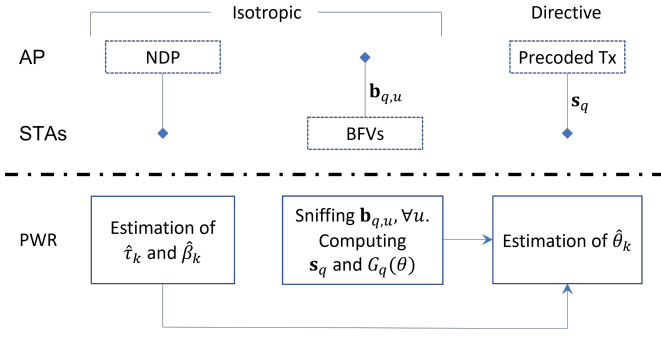 Isotropic
Directive
AP
NDP
Precoded Tx
𝐛_{q,u}
𝐬_q
STAs
BFVs
PWR
Estimation of
τ̂_k and β̂_k
Sniffing 𝐛_{q,u}, ∀u.
Computing
𝐬_q and G_q(θ)
Estimation of θ̂_k